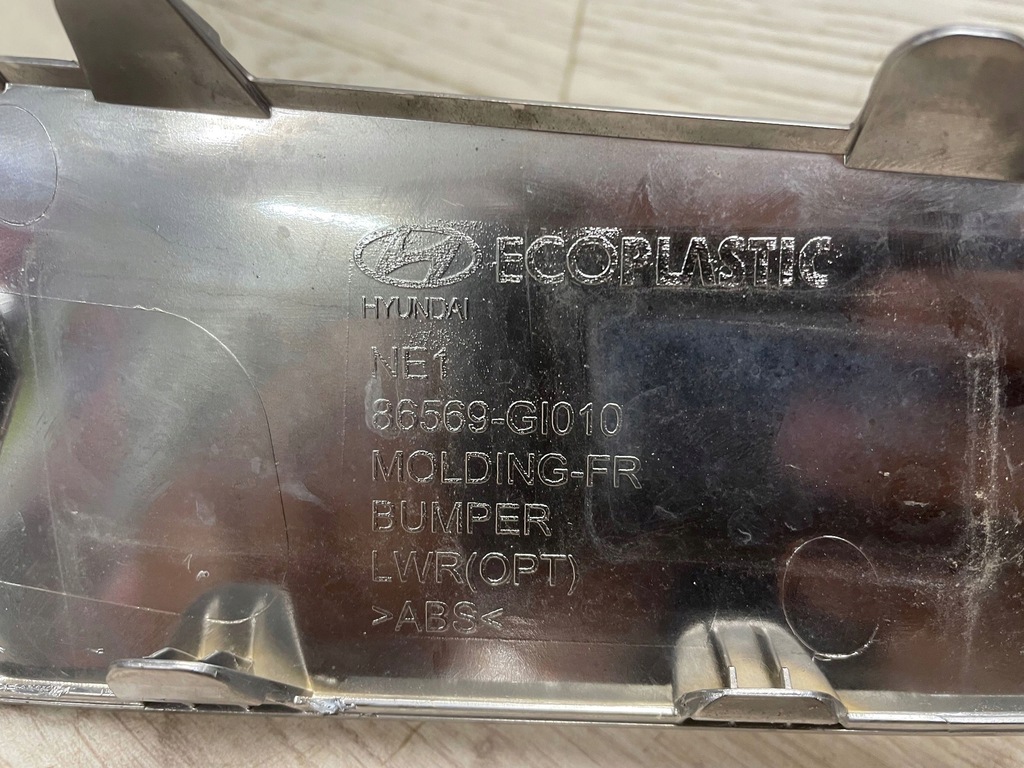 ECOPLASTIC
HYUNDAI
NE1
86569-GI010
MOLDING-FR
BUMPER
LWR(OPT)
>ABS<